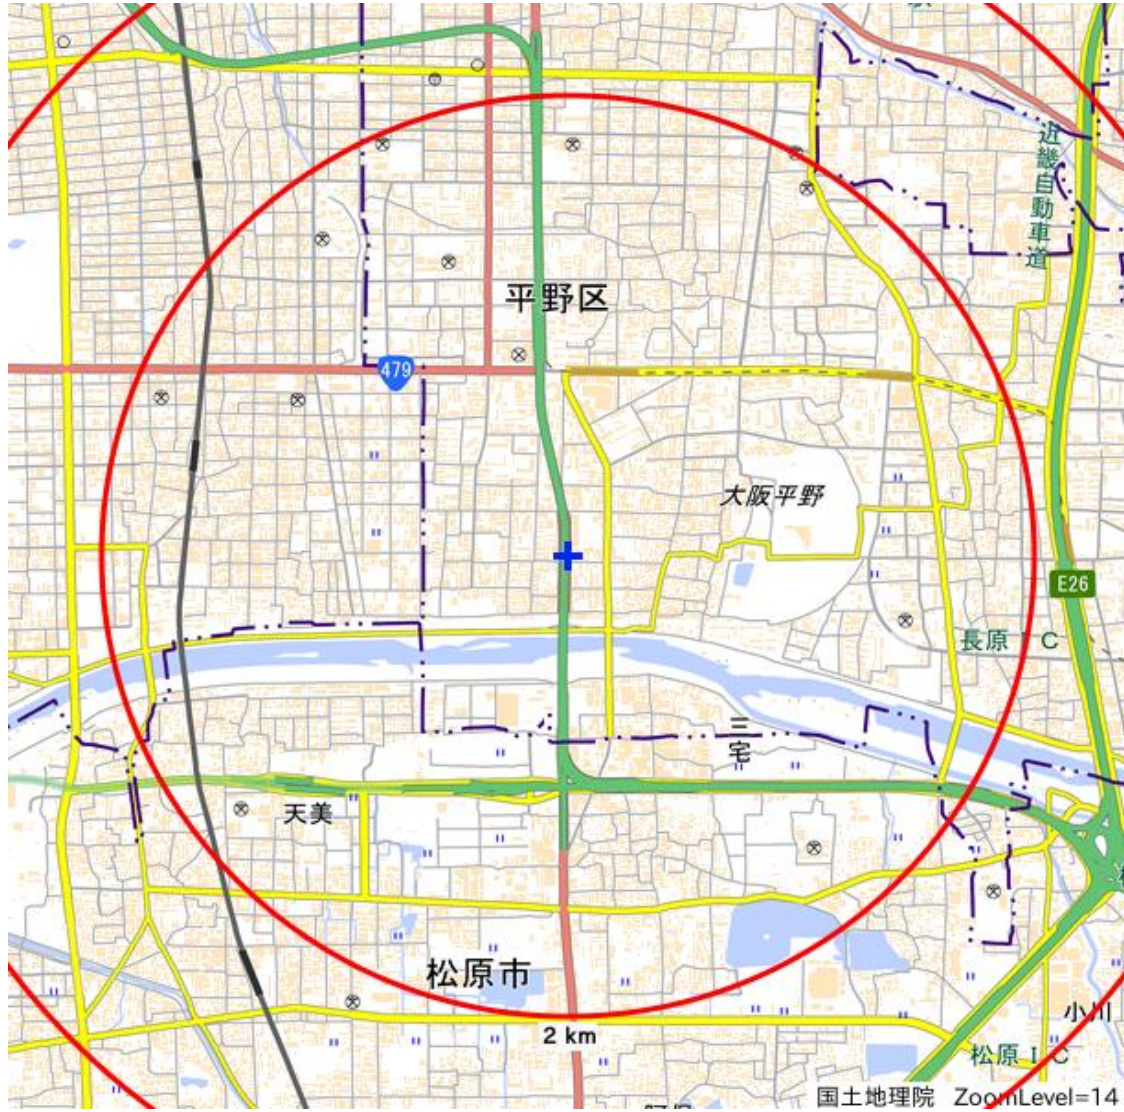 近畿自動車道
平野区
479
大阪平野
E26
長原IC
三宅
天美
松原市
小川
2 km
松原IC
国土地理院 ZoomLevel=14